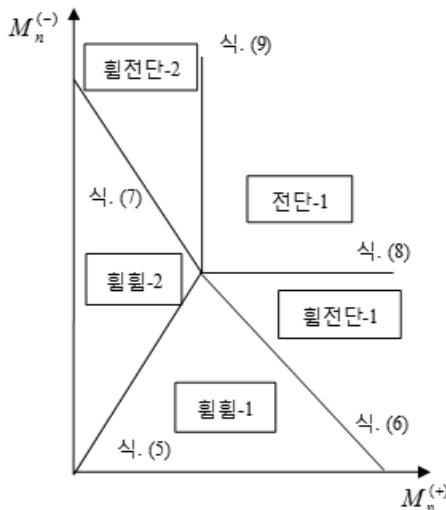 M_n^(-)
휨전단-2
식. (9)
식. (7)
전단-1
식. (8)
휨휨-2
휨전단-1
휨휨-1
식. (5)
식. (6)
M_n^(+)